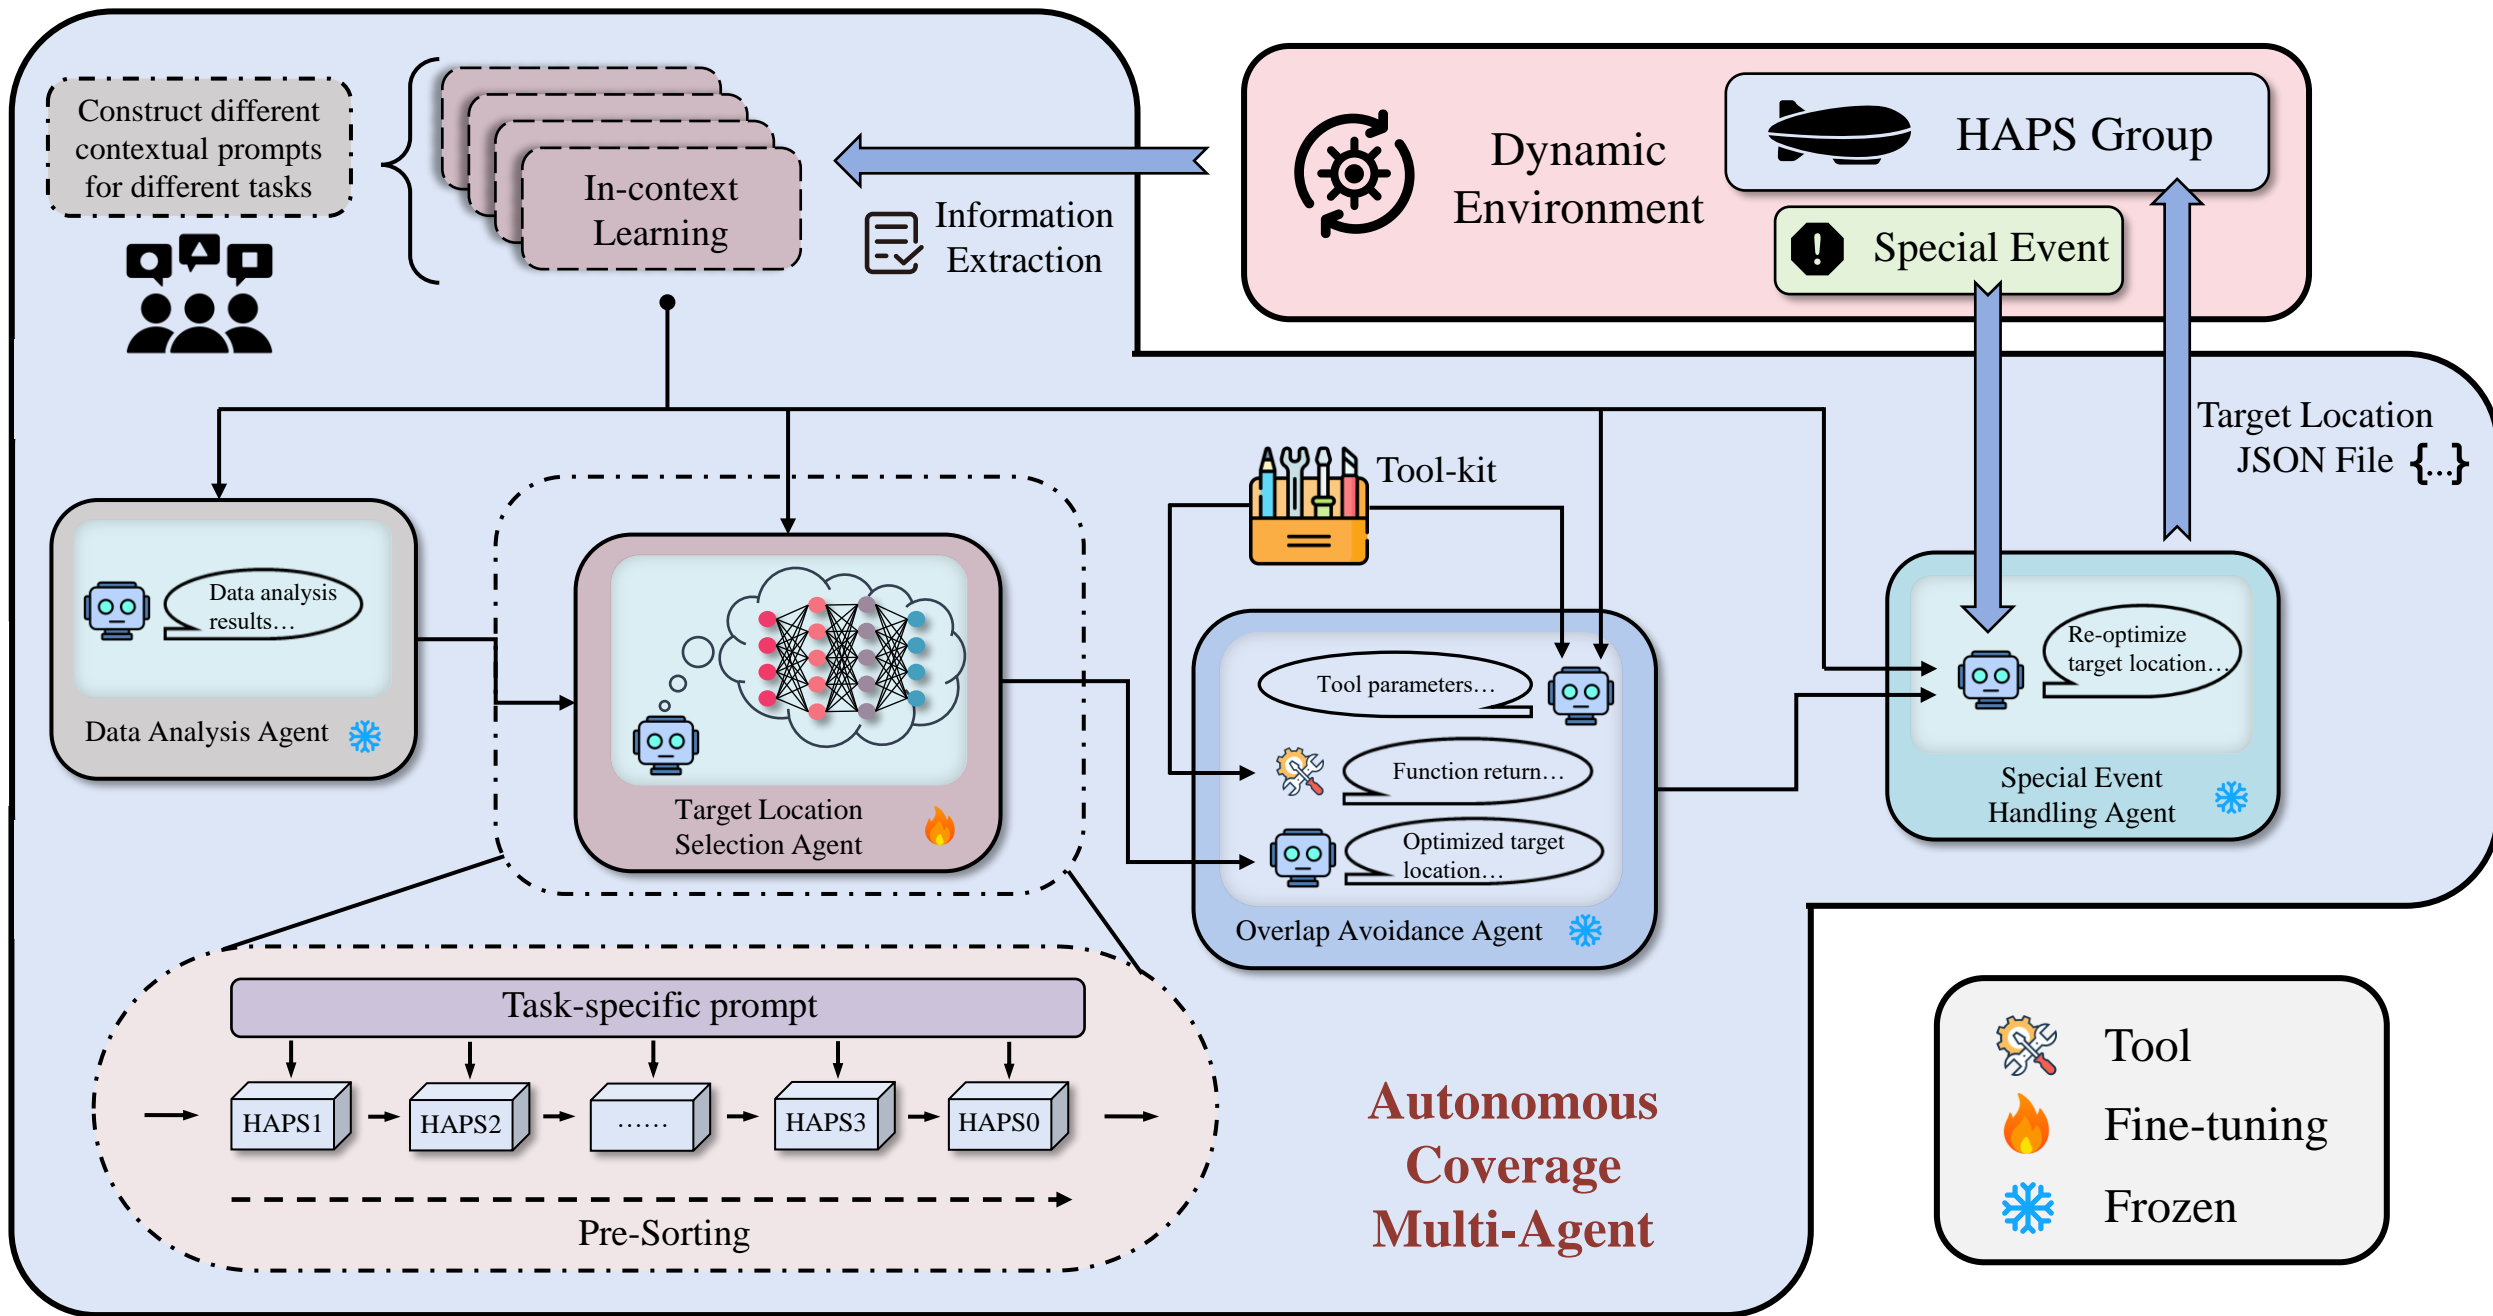 Construct different
contextual prompts
for different tasks
In-context
Learning
Information
Extraction
Dynamic
Environment
HAPS Group
Special Event
Target Location
JSON File {...}
Tool-kit
Data analysis
results…
Data Analysis Agent
Target Location
Selection Agent
Tool parameters…
Function return…
Optimized target
location…
Overlap Avoidance Agent
Re-optimize
target location…
Special Event
Handling Agent
Task-specific prompt
HAPS1
HAPS2
……
HAPS3
HAPS0
Pre-Sorting
Autonomous
Coverage
Multi-Agent
Tool
Fine-tuning
Frozen